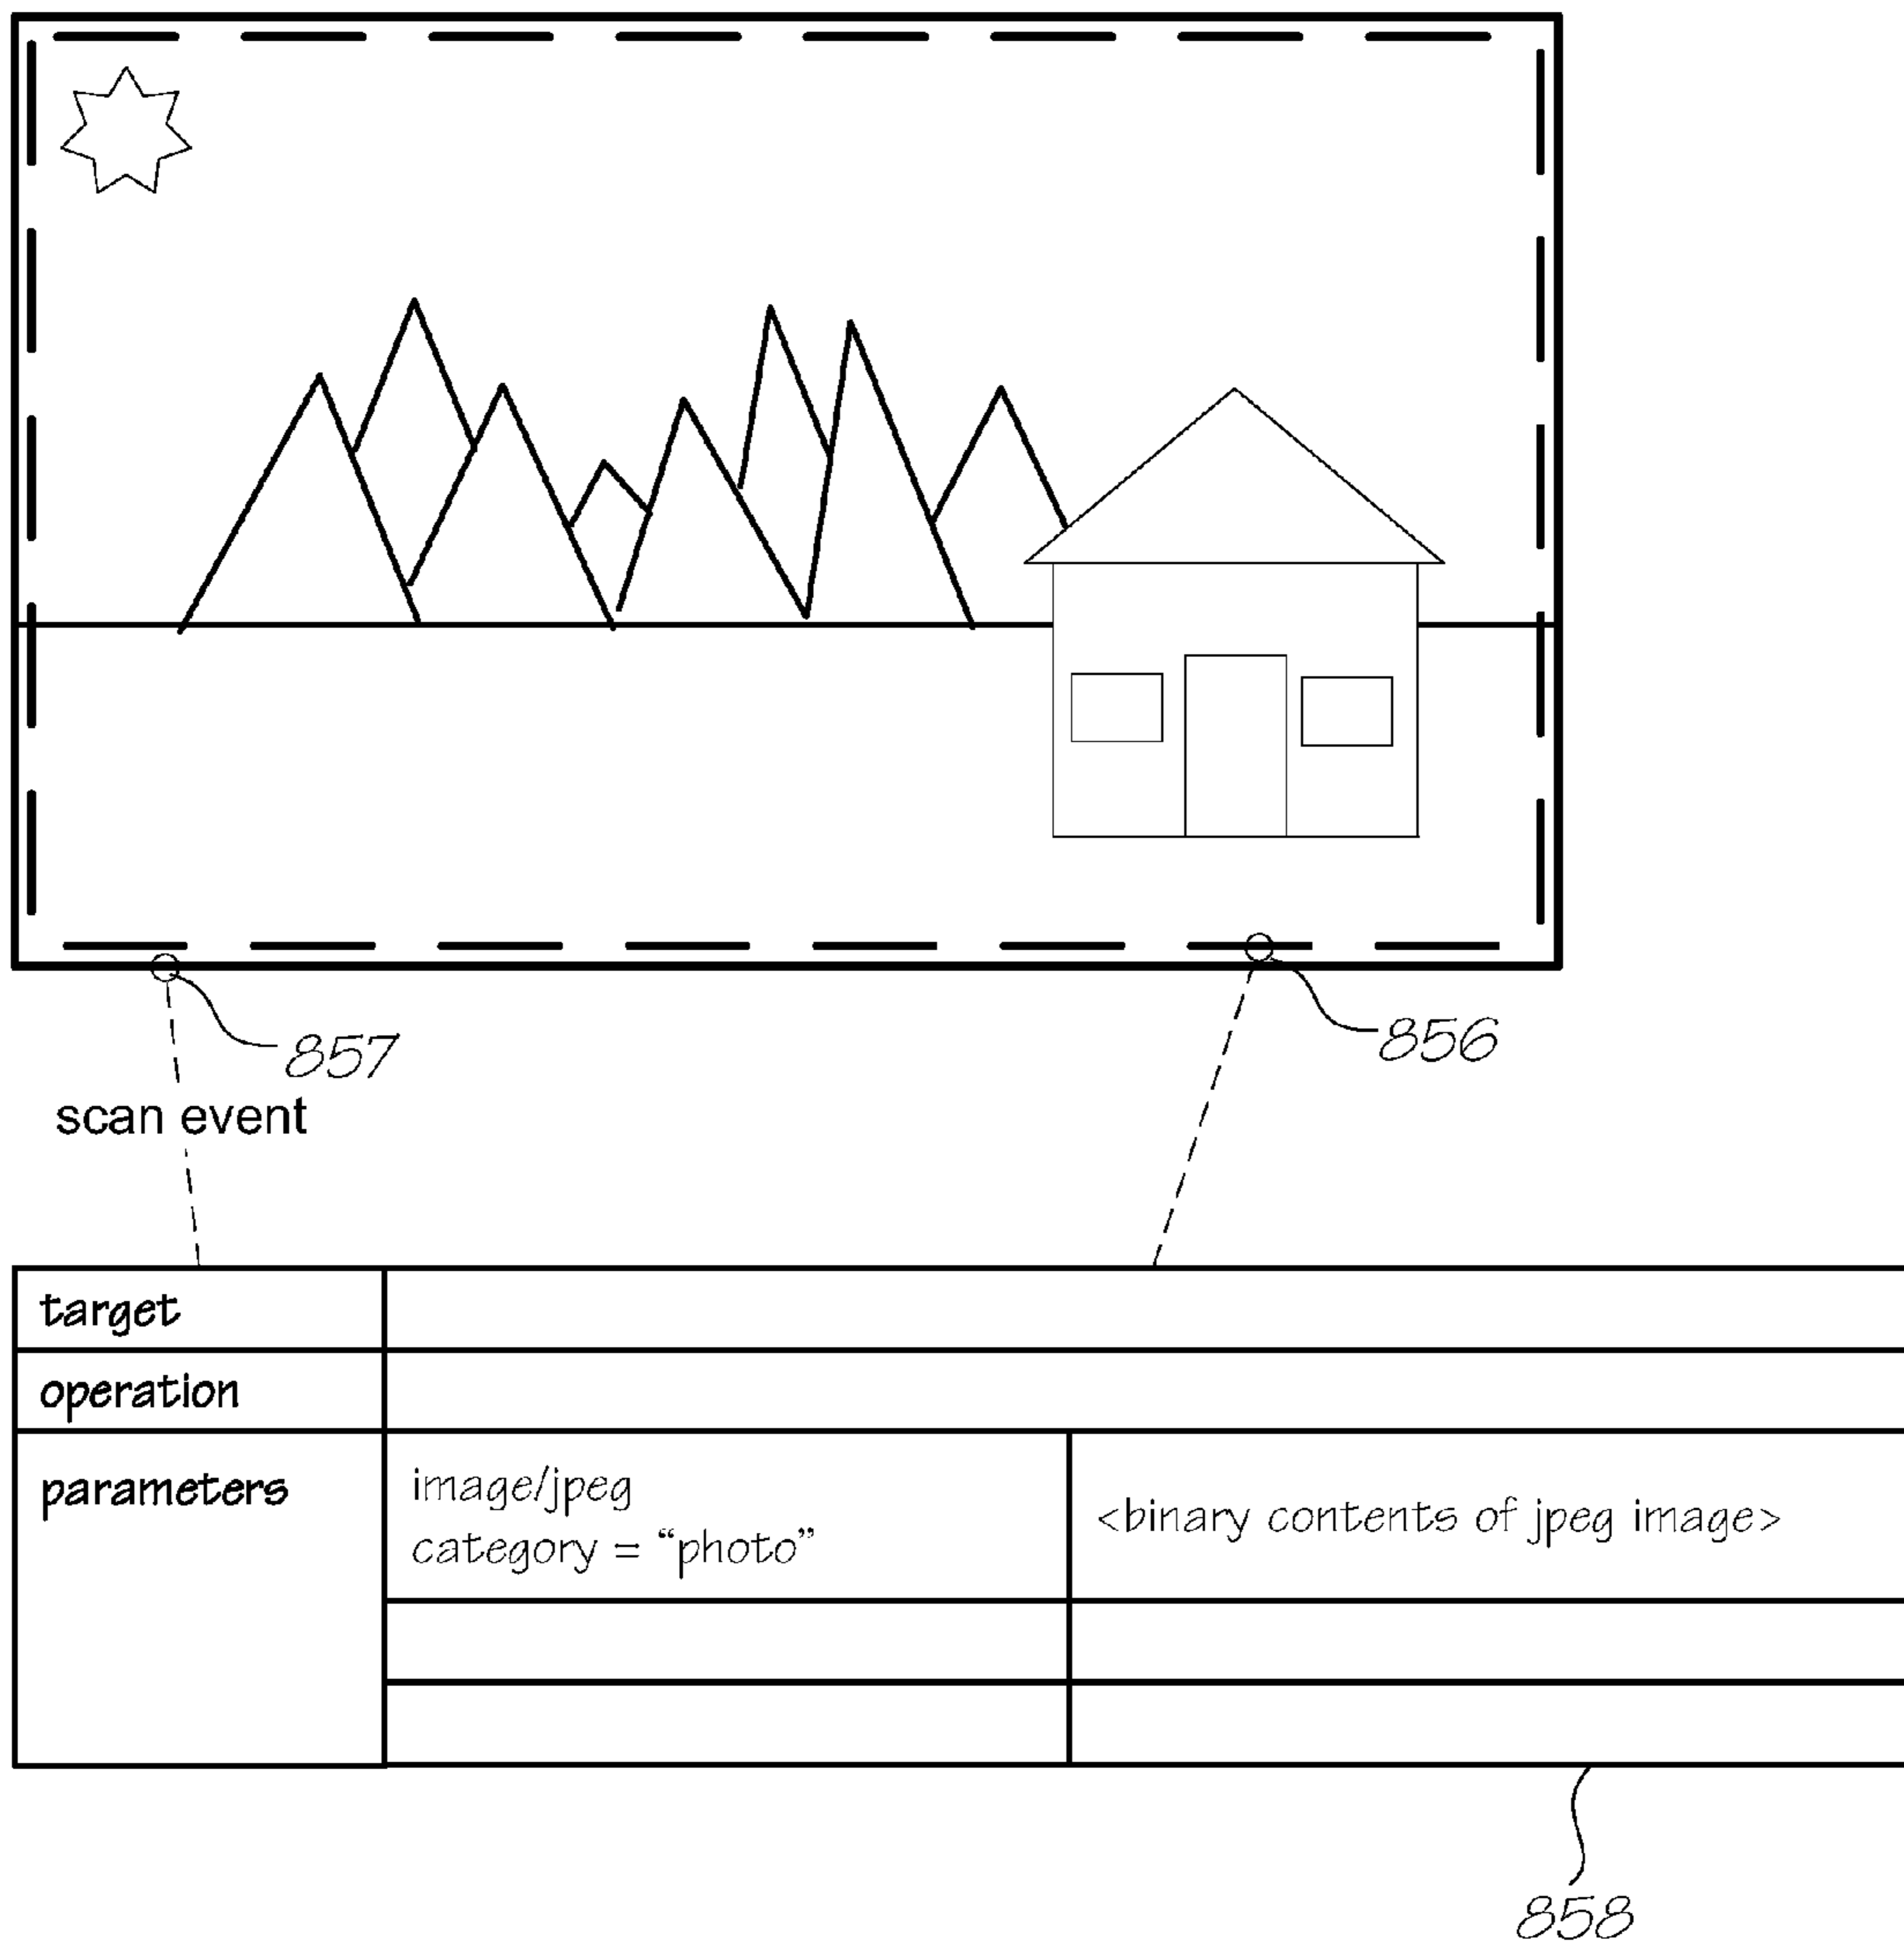 857
856
scan event
target
operation
parameters
image/jpeg
category = “photo”
<binary contents of jpeg image>
858